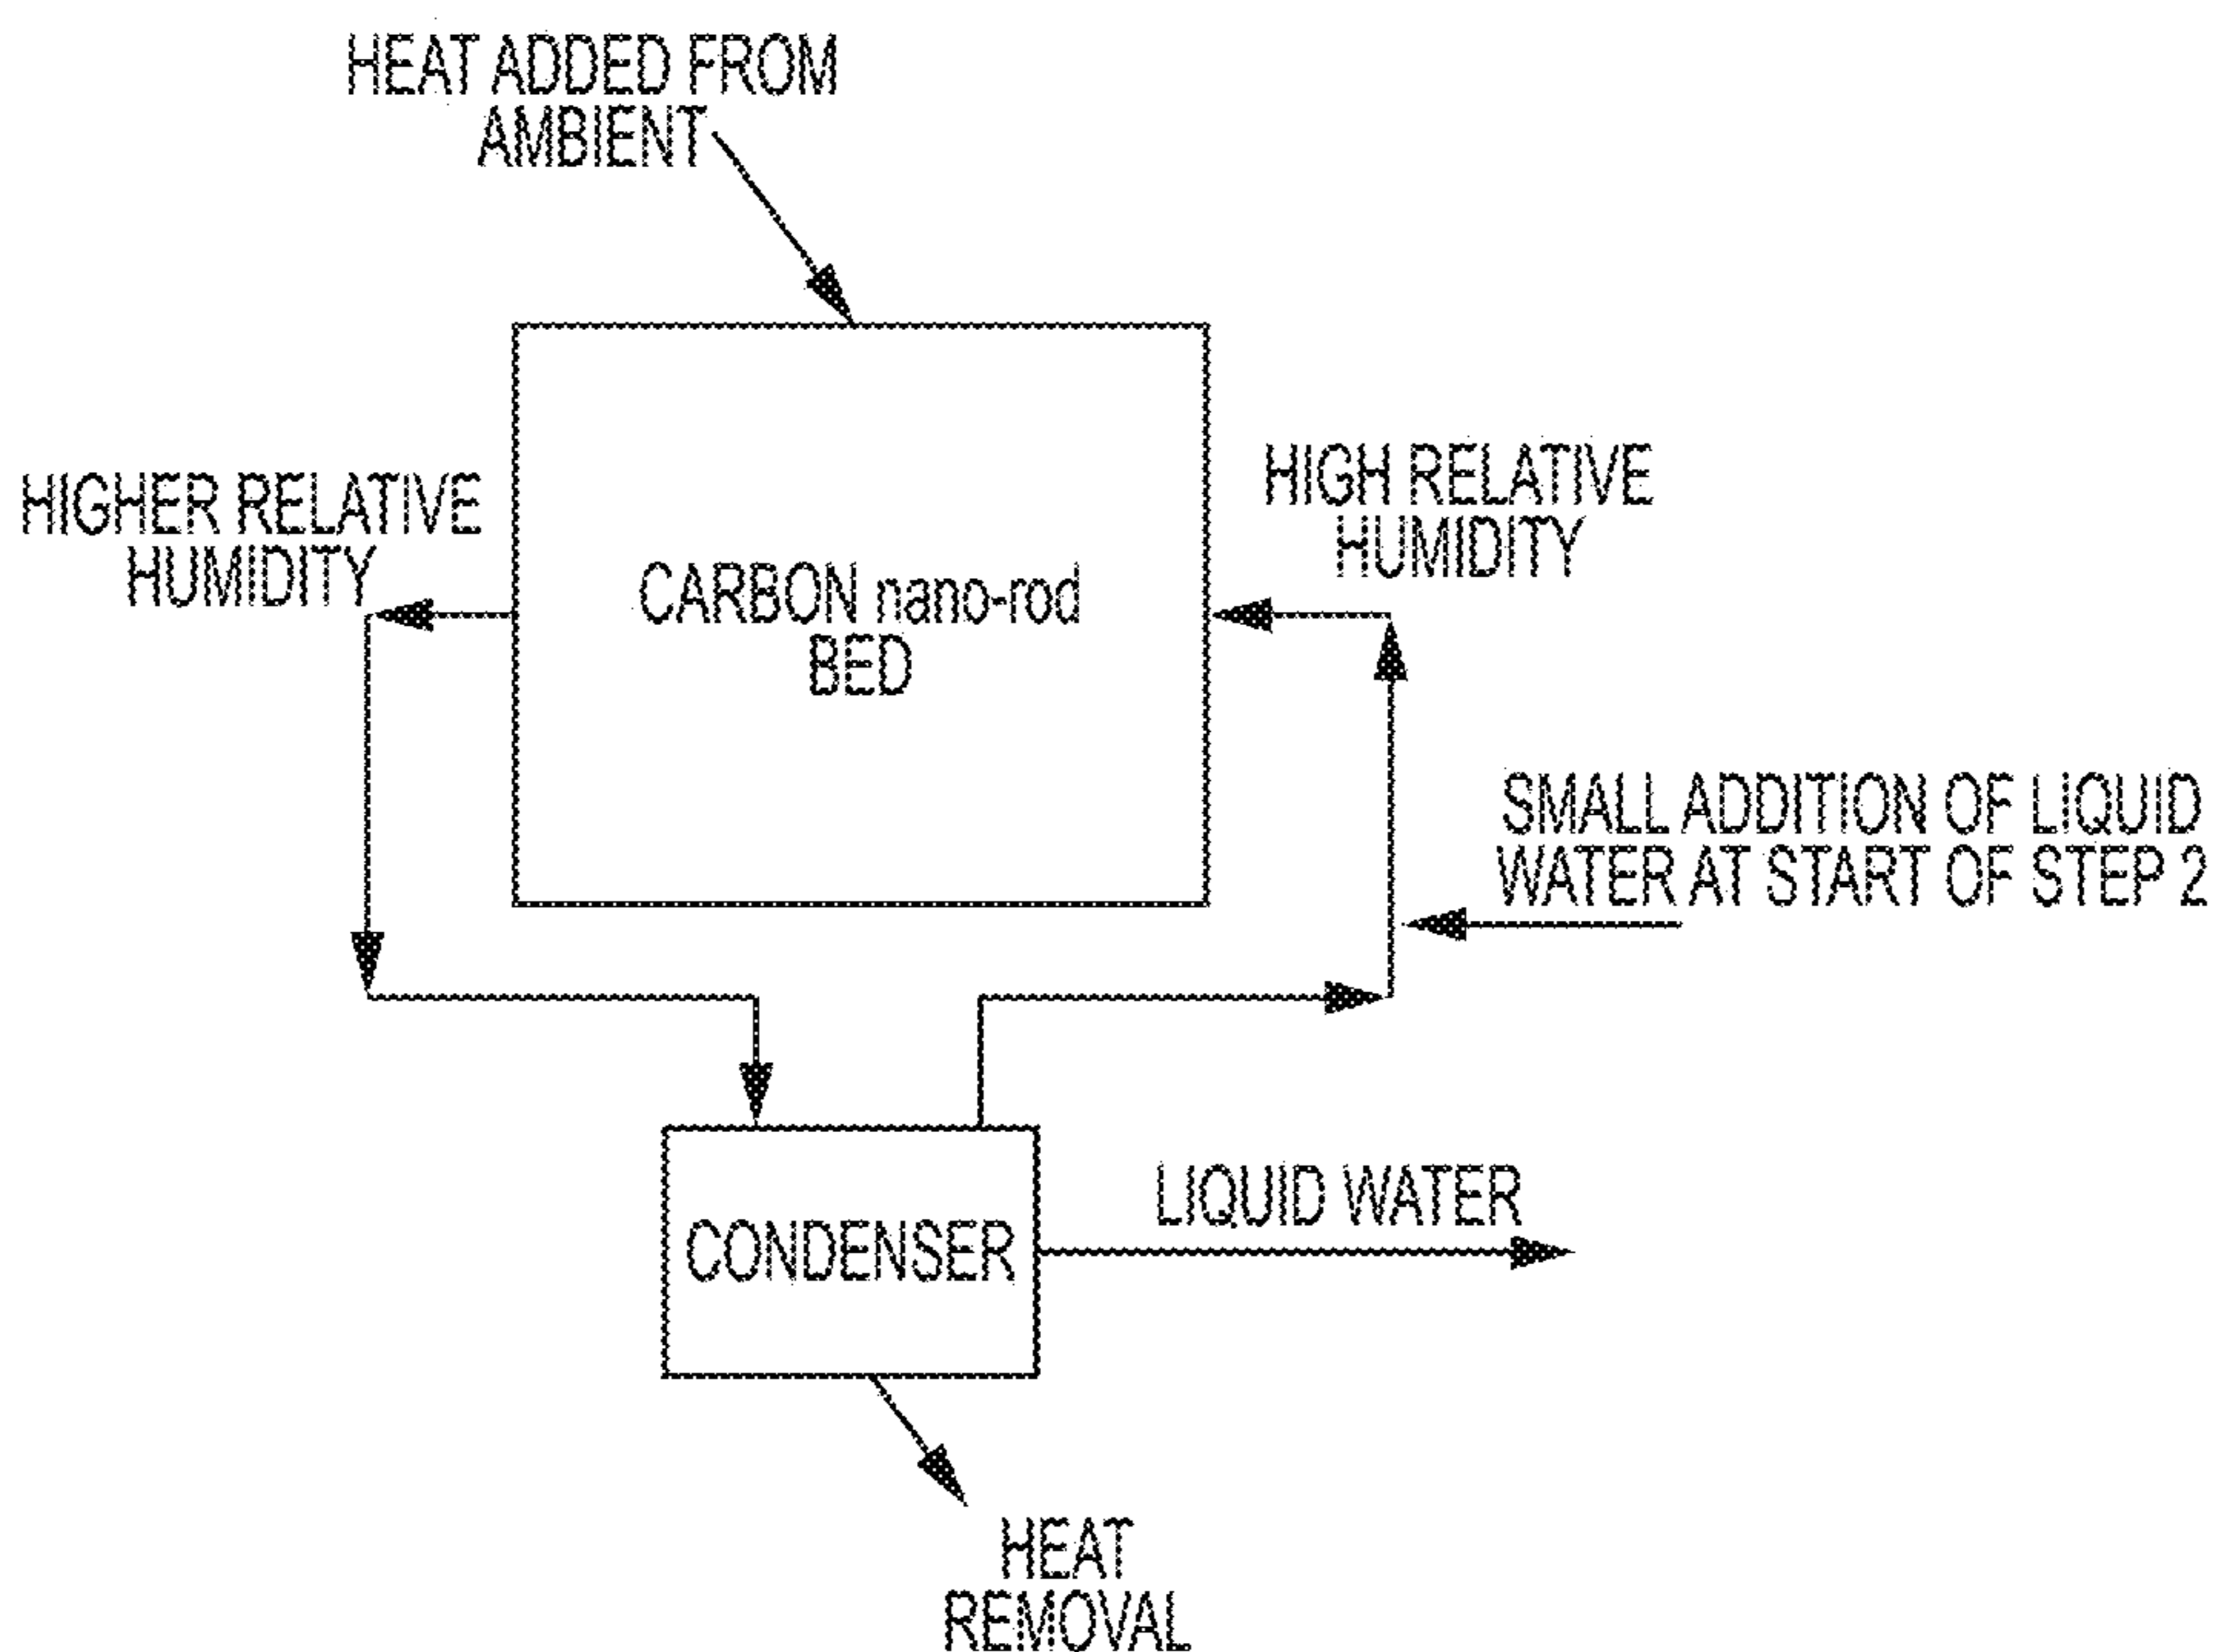 HEAT ADDED FROM
AMBIENT
HIGHER RELATIVE
HUMIDITY
CARBON nano-rod
BED
HIGH RELATIVE
HUMIDITY
SMALL ADDITION OF LIQUID
WATER AT START OF STEP 2
CONDENSER
LIQUID WATER
HEAT
REMOVAL